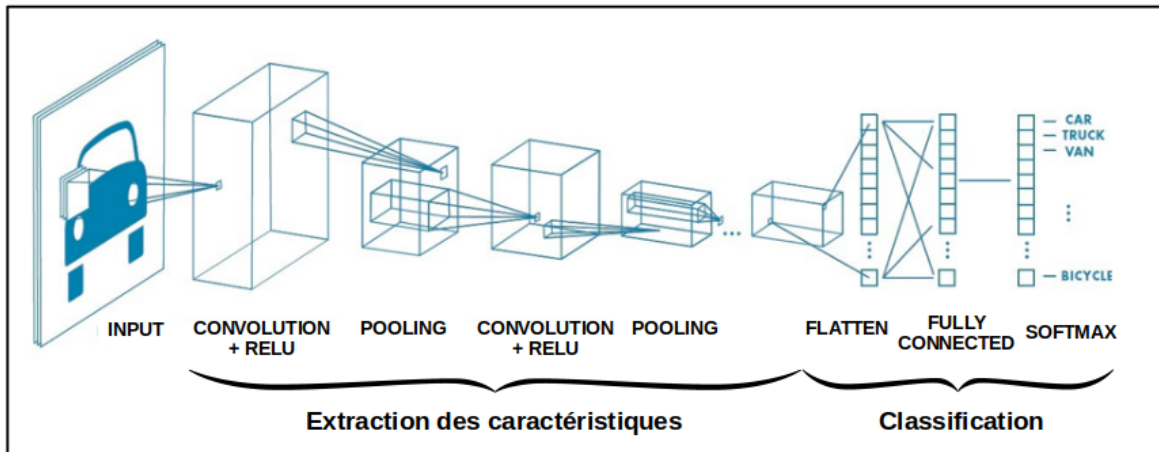 CAR
TRUCK
VAN
...
⋮
⋮
⋮
BICYCLE
INPUT
CONVOLUTION
+ RELU
POOLING
CONVOLUTION
+ RELU
POOLING
FLATTEN
FULLY
CONNECTED
SOFTMAX
Extraction des caractéristiques
Classification